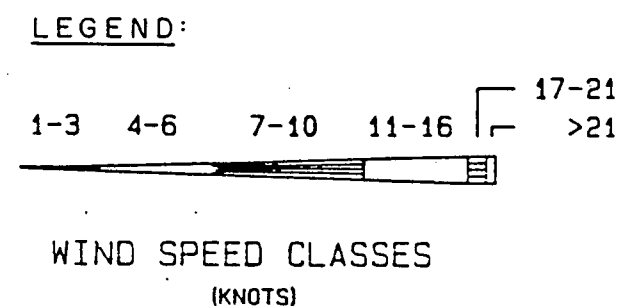 LEGEND:
17-21
1-3 4-6 7-10 11-16 >21
WIND SPEED CLASSES
(KNOTS)